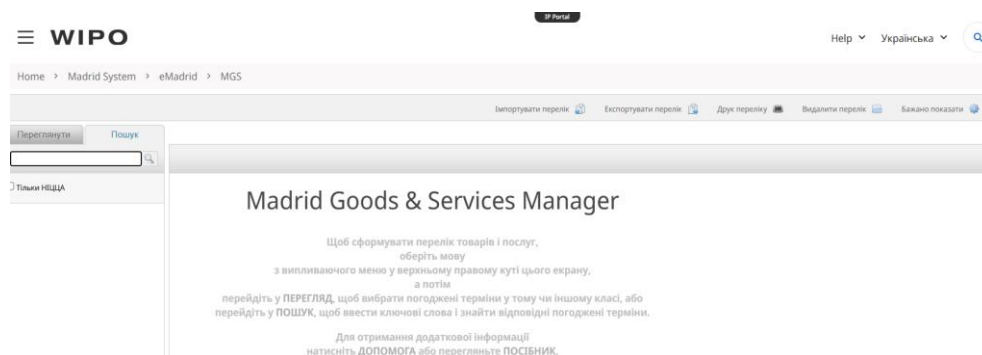 IP Portal
WIPO
Help
Українська
Home > Madrid System > eMadrid > MGS
Імпортувати перелік
Експортувати перелік
Друк переліку
Видалити перелік
Бажано показати
Переглянути
Пошук
Тільки НІЦЦА
Madrid Goods & Services Manager
Щоб сформувати перелік товарів і послуг,
оберіть мову
з випливаючого меню у верхньому правому куті цього екрану,
а потім
перейдіть у ПЕРЕГЛЯД, щоб вибрати погоджені терміни у тому чи іншому класі, або
перейдіть у ПОШУК, щоб ввести ключові слова і знайти відповідні погоджені терміни.
Для отримання додаткової інформації
натисніть ДОПОМОГА або перегляньте ПОСІБНИК.